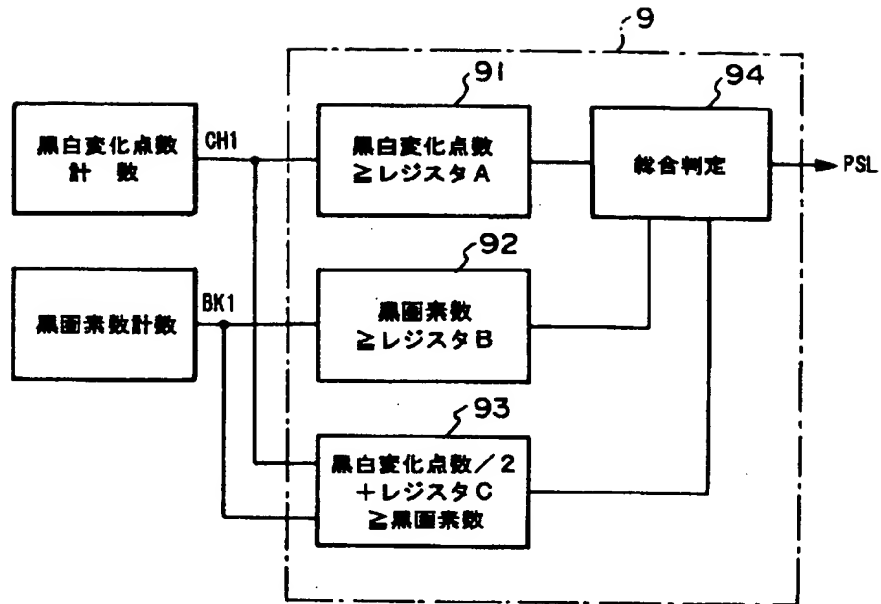 9
91
94
黒白変化点数
計　数
CH1
黒白変化点数
≧レジスタA
総合判定
PSL
92
黒画素数計数
BK1
黒画素数
≧レジスタB
93
黒白変化点数／2
＋レジスタC
≧黒画素数